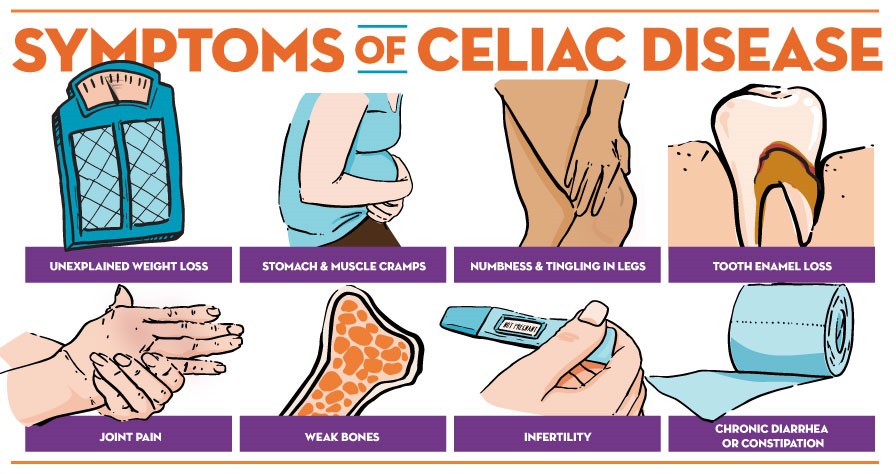 SYMPTOMS OF CELIAC DISEASE
UNEXPLAINED WEIGHT LOSS
STOMACH & MUSCLE CRAMPS
NUMBNESS & TINGLING IN LEGS
TOOTH ENAMEL LOSS
NOT PREGNANT
JOINT PAIN
WEAK BONES
INFERTILITY
CHRONIC DIARRHEA
OR CONSTIPATION